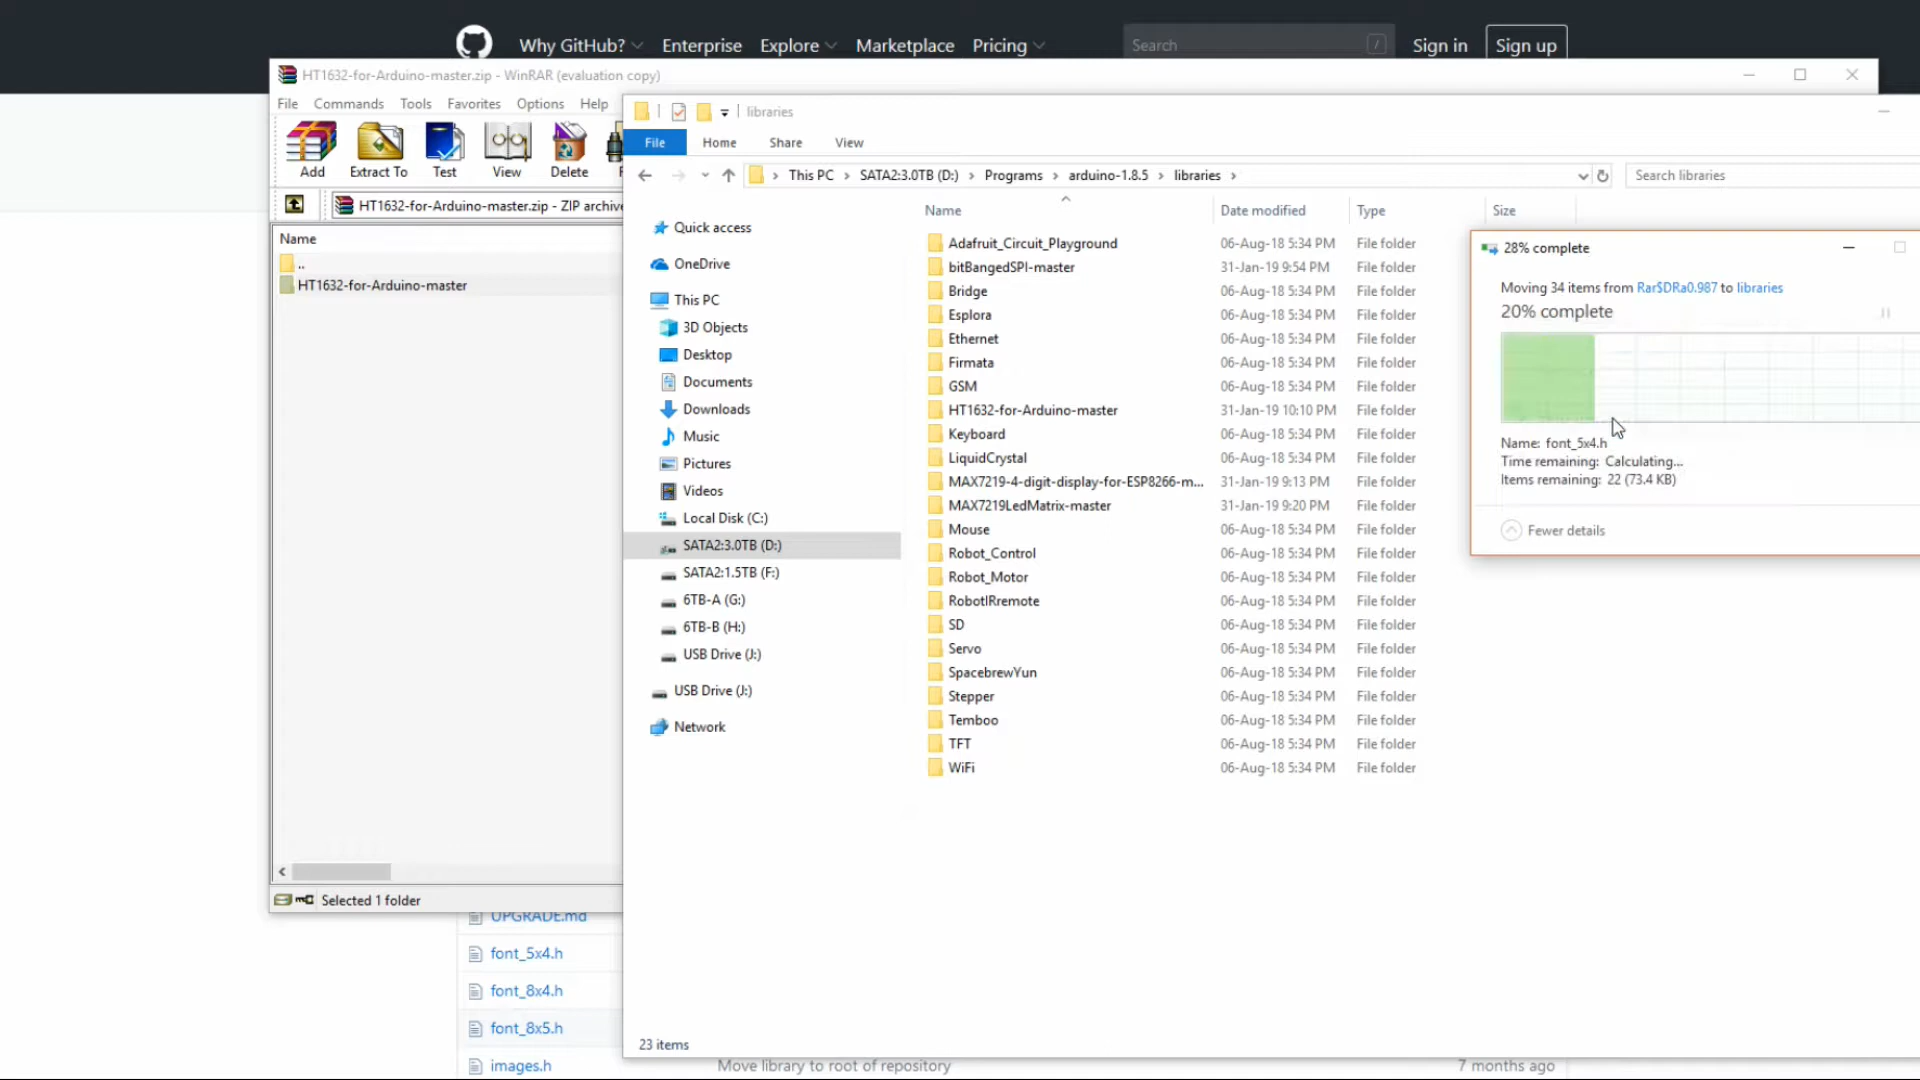 Why GitHub? Enterprise Explore Marketplace Pricing Search / Sign in Sign up
HT1632-for-Arduino-master.zip - WinRAR (evaluation copy)
File Commands Tools Favorites Options Help
Add Extract To Test View Delete
HT1632-for-Arduino-master.zip - ZIP archive
Name
..
HT1632-for-Arduino-master
Selected 1 folder
UPGRADE.md
font_5x4.h
font_8x4.h
font_8x5.h
images.h Move library to root of repository 7 months ago
libraries
File Home Share View
This PC SATA2:3.0TB (D:) Programs arduino-1.8.5 libraries Search libraries
Quick access
OneDrive
This PC
3D Objects
Desktop
Documents
Downloads
Music
Pictures
Videos
Local Disk (C:)
SATA2:3.0TB (D:)
SATA2:1.5TB (F:)
6TB-A (G:)
6TB-B (H:)
USB Drive (J:)
USB Drive (J:)
Network
Name Date modified Type Size
Adafruit_Circuit_Playground 06-Aug-18 5:34 PM File folder
bitBangedSPI-master 31-Jan-19 9:54 PM File folder
Bridge 06-Aug-18 5:34 PM File folder
Esplora 06-Aug-18 5:34 PM File folder
Ethernet 06-Aug-18 5:34 PM File folder
Firmata 06-Aug-18 5:34 PM File folder
GSM 06-Aug-18 5:34 PM File folder
HT1632-for-Arduino-master 31-Jan-19 10:10 PM File folder
Keyboard 06-Aug-18 5:34 PM File folder
LiquidCrystal 06-Aug-18 5:34 PM File folder
MAX7219-4-digit-display-for-ESP8266-m... 31-Jan-19 9:13 PM File folder
MAX7219LedMatrix-master 31-Jan-19 9:20 PM File folder
Mouse 06-Aug-18 5:34 PM File folder
Robot_Control 06-Aug-18 5:34 PM File folder
Robot_Motor 06-Aug-18 5:34 PM File folder
RobotIRremote 06-Aug-18 5:34 PM File folder
SD 06-Aug-18 5:34 PM File folder
Servo 06-Aug-18 5:34 PM File folder
SpacebrewYun 06-Aug-18 5:34 PM File folder
Stepper 06-Aug-18 5:34 PM File folder
Temboo 06-Aug-18 5:34 PM File folder
TFT 06-Aug-18 5:34 PM File folder
WiFi 06-Aug-18 5:34 PM File folder
23 items
28% complete
Moving 34 items from Rar$DRa0.987 to libraries
20% complete
Name: font_5x4.h
Time remaining: Calculating...
Items remaining: 22 (73.4 KB)
Fewer details